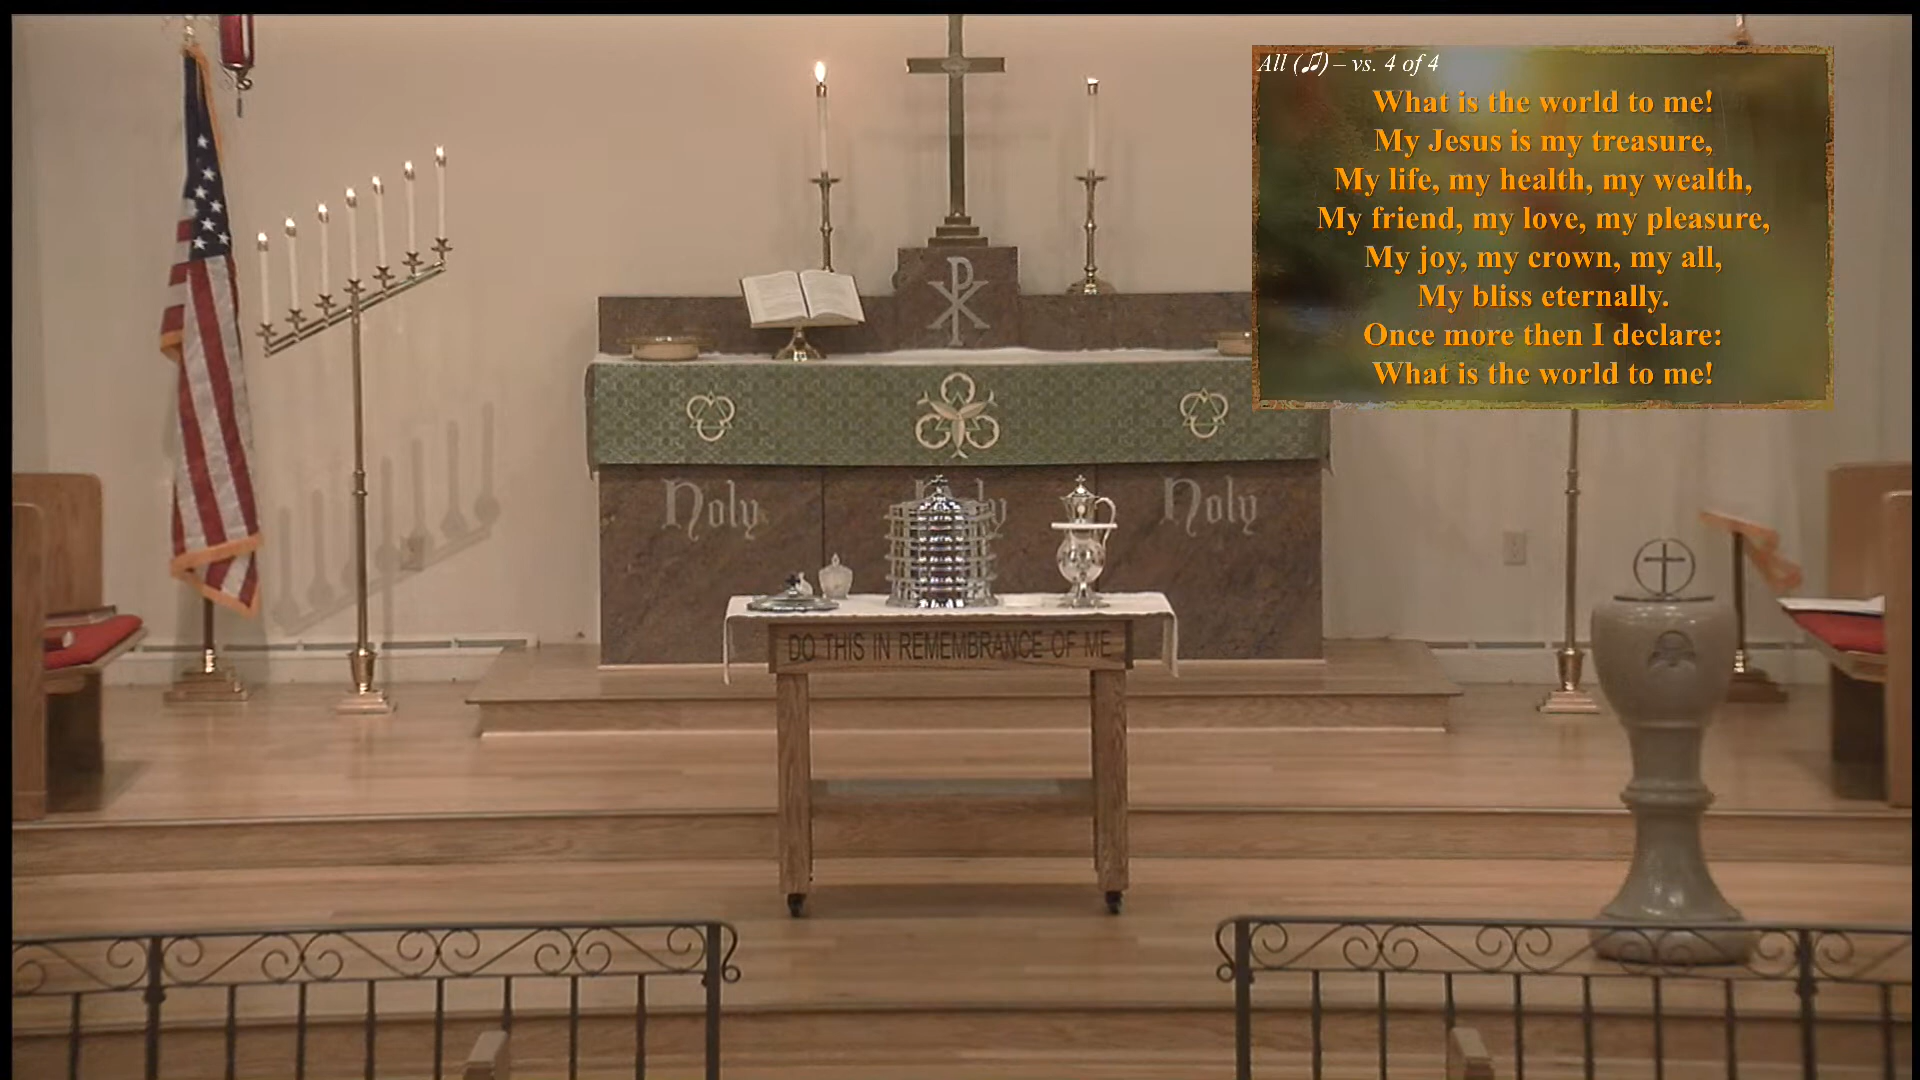 All (♫) – vs. 4 of 4
What is the world to me!
My Jesus is my treasure,
My life, my health, my wealth,
My friend, my love, my pleasure,
My joy, my crown, my all,
My bliss eternally.
Once more then I declare:
What is the world to me!
Holy Holy Holy
DO THIS IN REMEMBRANCE OF ME